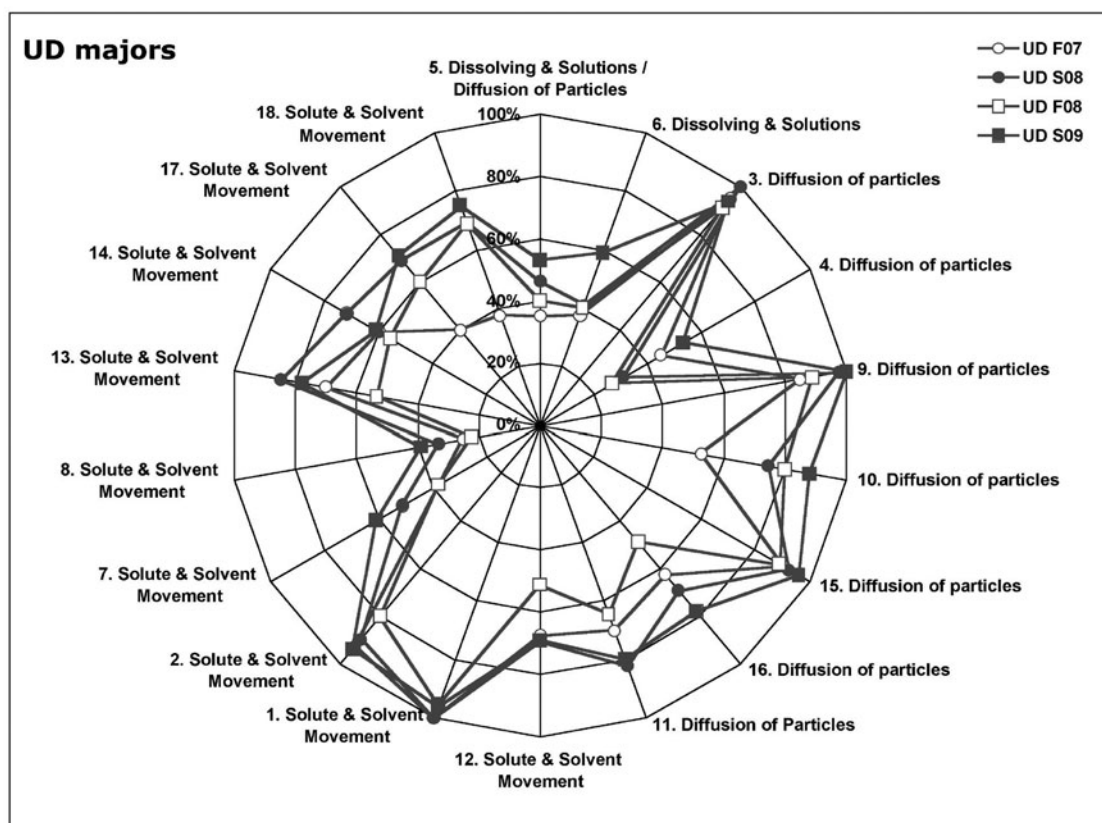 UD majors
UD F07
UD S08
UD F08
UD S09
5. Dissolving & Solutions /
Diffusion of Particles
6. Dissolving & Solutions
3. Diffusion of particles
4. Diffusion of particles
9. Diffusion of particles
10. Diffusion of particles
15. Diffusion of particles
16. Diffusion of particles
11. Diffusion of Particles
12. Solute & Solvent
Movement
1. Solute & Solvent
Movement
2. Solute & Solvent
Movement
7. Solute & Solvent
Movement
8. Solute & Solvent
Movement
13. Solute & Solvent
Movement
14. Solute & Solvent
Movement
17. Solute & Solvent
Movement
18. Solute & Solvent
Movement
100%
80%
60%
40%
20%
0%